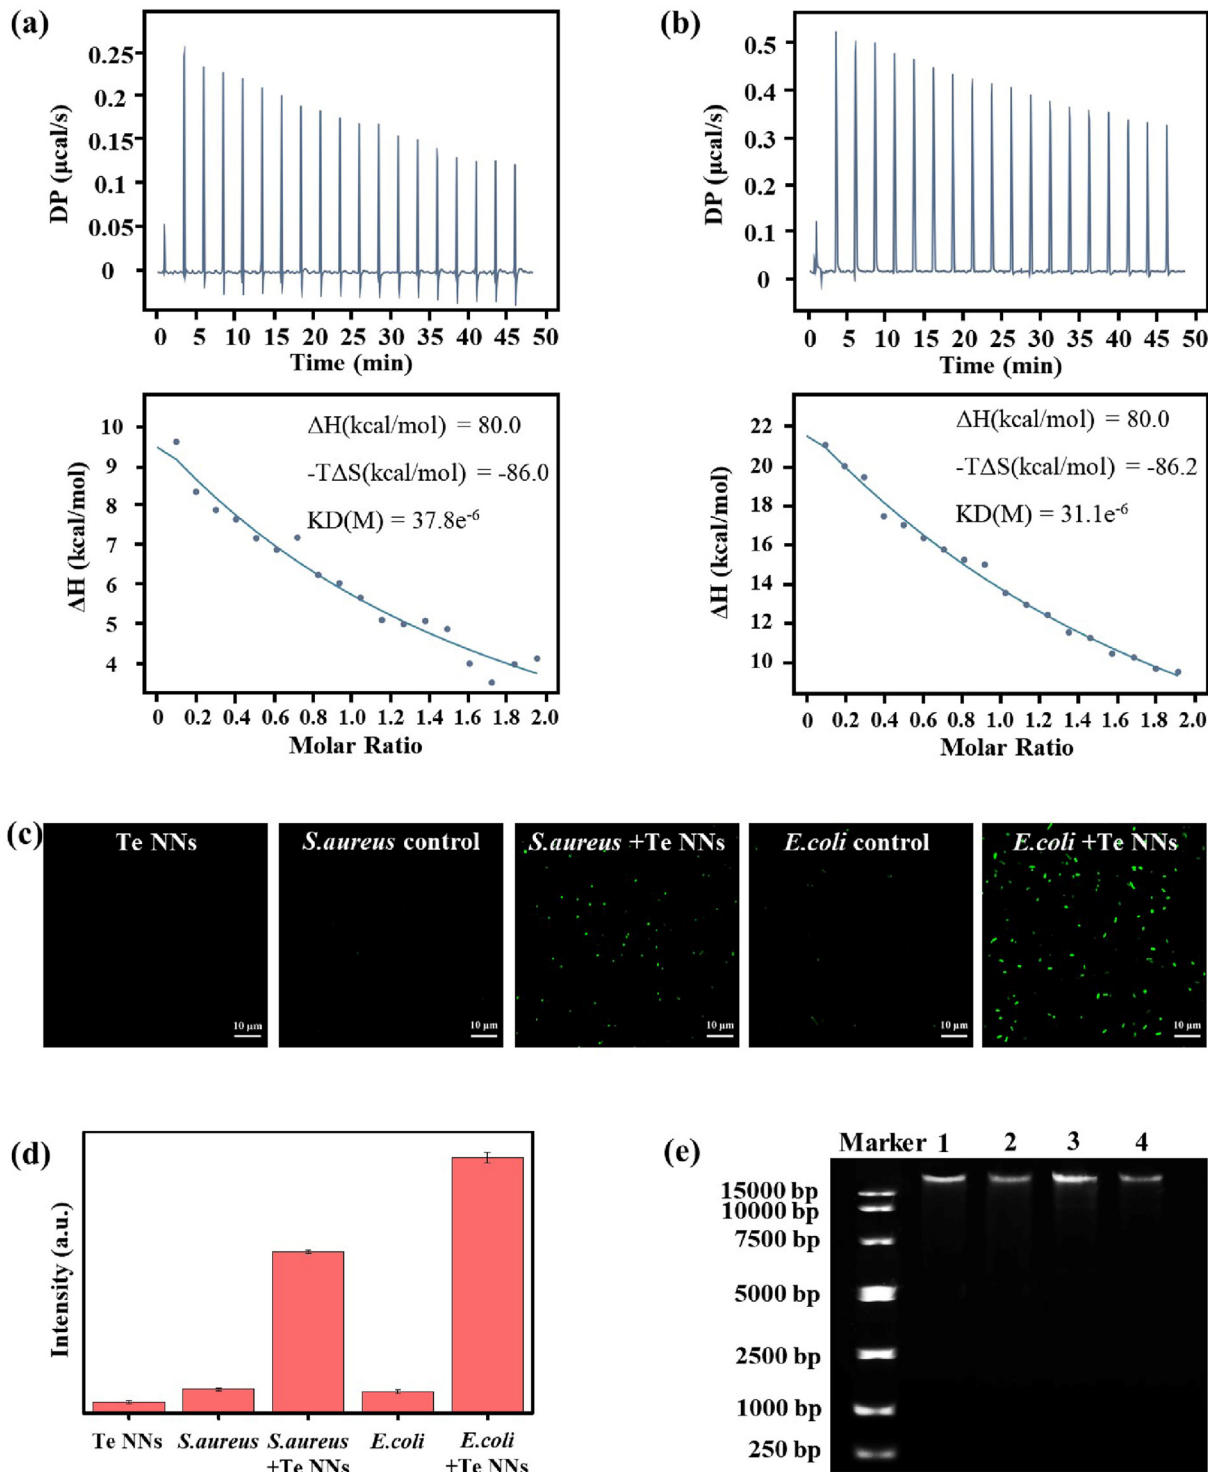 (a)
0.25
0.2
0.15
0.1
0.05
0
DP (μcal/s)
0 5 10 15 20 25 30 35 40 45 50
Time (min)
10
9
8
7
6
5
4
ΔH (kcal/mol)
ΔH(kcal/mol) = 80.0
-TΔS(kcal/mol) = -86.0
KD(M) = 37.8e-6
0 0.2 0.4 0.6 0.8 1.0 1.2 1.4 1.6 1.8 2.0
Molar Ratio
(b)
0.5
0.4
0.3
0.2
0.1
0
DP (μcal/s)
0 5 10 15 20 25 30 35 40 45 50
Time (min)
22
20
18
16
14
12
10
ΔH (kcal/mol)
ΔH(kcal/mol) = 80.0
-TΔS(kcal/mol) = -86.2
KD(M) = 31.1e-6
0 0.2 0.4 0.6 0.8 1.0 1.2 1.4 1.6 1.8 2.0
Molar Ratio
(c)
Te NNs
10 μm
S.aureus control
10 μm
S.aureus +Te NNs
10 μm
E.coli control
10 μm
E.coli +Te NNs
10 μm
(d)
Intensity (a.u.)
Te NNs
S.aureus
S.aureus
+Te NNs
E.coli
E.coli
+Te NNs
(e)
Marker 1 2 3 4
15000 bp
10000 bp
7500 bp
5000 bp
2500 bp
1000 bp
250 bp